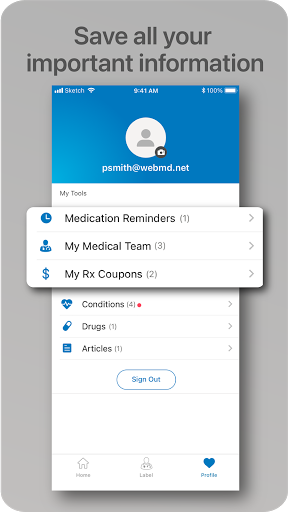 Save all your
important information
Sketch 9:41 AM 100%
psmith@webmd.net
My Tools
Medication Reminders (1)
My Medical Team (3)
$ My Rx Coupons (2)
Conditions (4)
Drugs (1)
Articles (1)
Sign Out
Home Label Profile